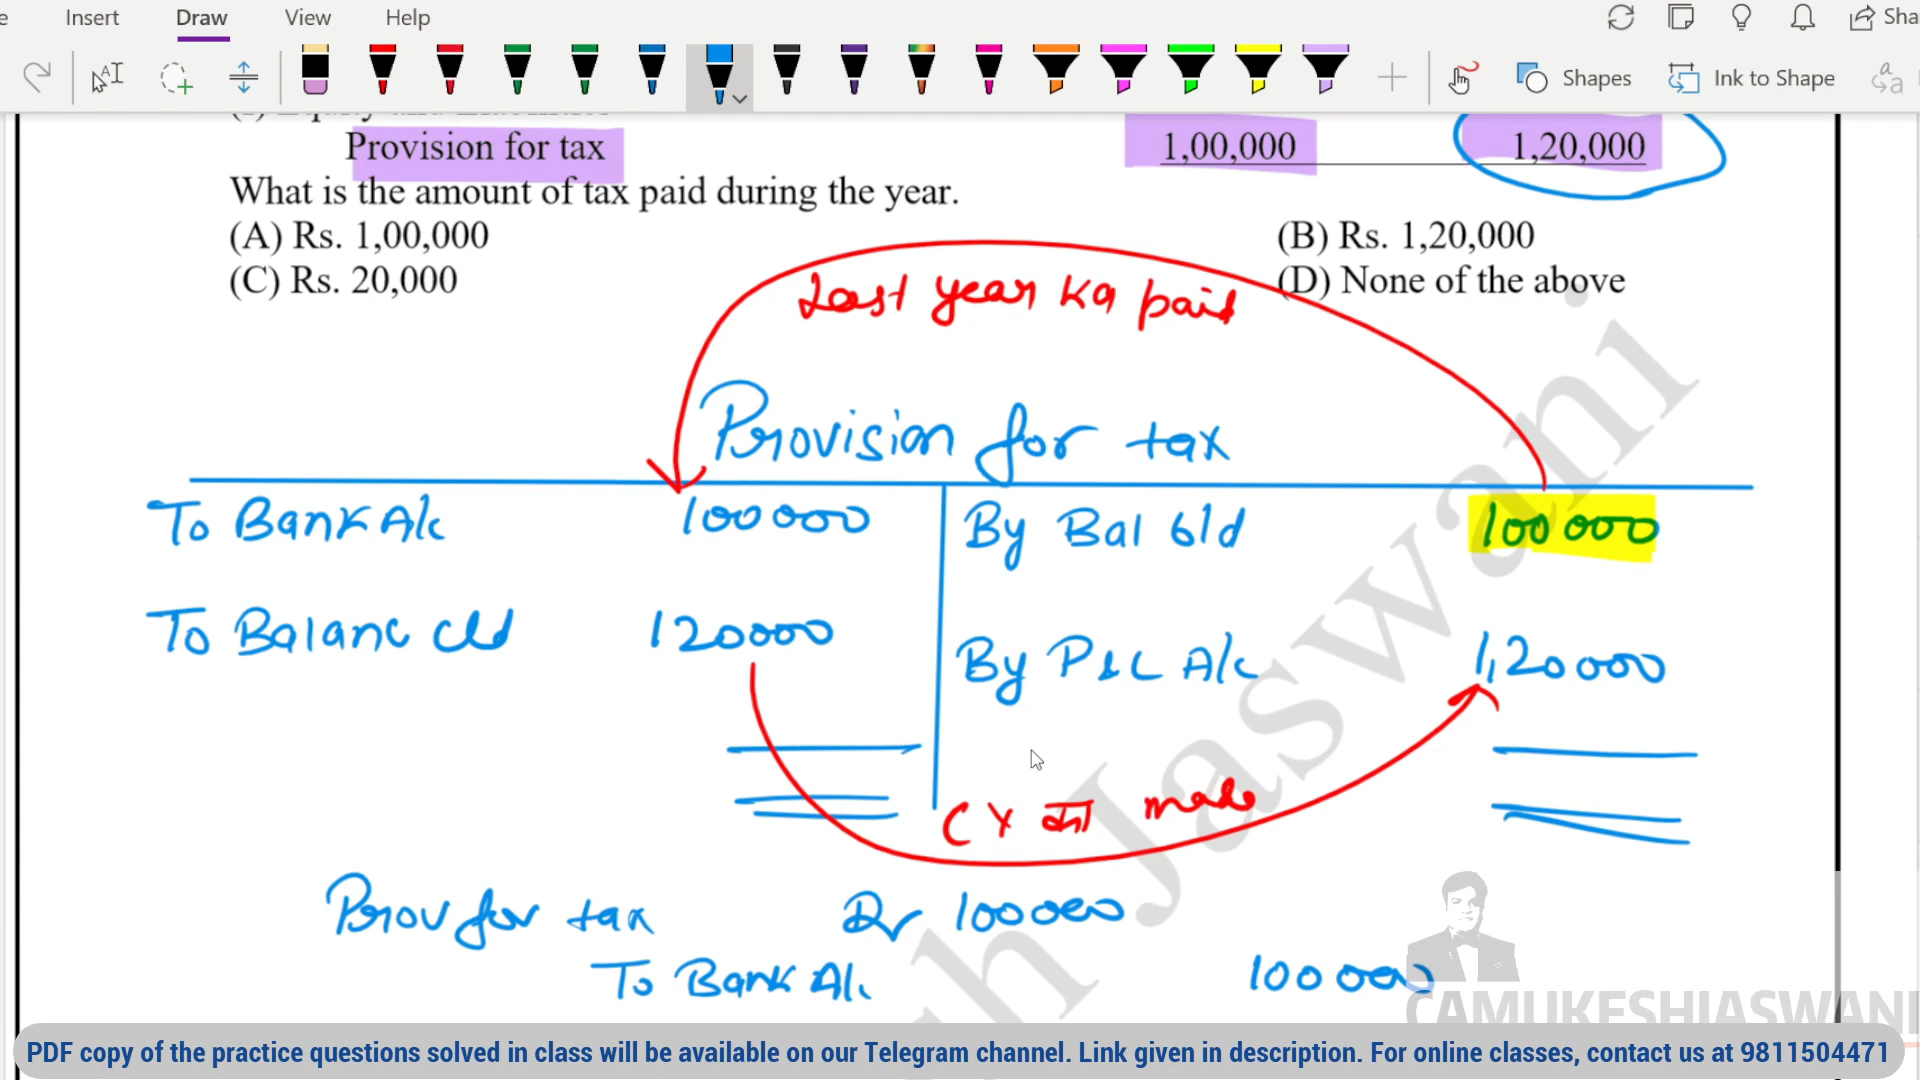 Insert Draw View Help Sha
Shapes Ink to Shape
Provision for tax 1,00,000 1,20,000
What is the amount of tax paid during the year.
(A) Rs. 1,00,000 (B) Rs. 1,20,000
(C) Rs. 20,000 (D) None of the above
Last year ka paid
Provision for tax
To Bank A/c 100000 By Bal b/d 100000
To Balanc c/d 120000 By P&L A/c 1,20000
CY का made
Prov for tax Dr 100000
To Bank A/c 100000
Jaswani
CAMUKESHJASWANI
PDF copy of the practice questions solved in class will be available on our Telegram channel. Link given in description. For online classes, contact us at 9811504471